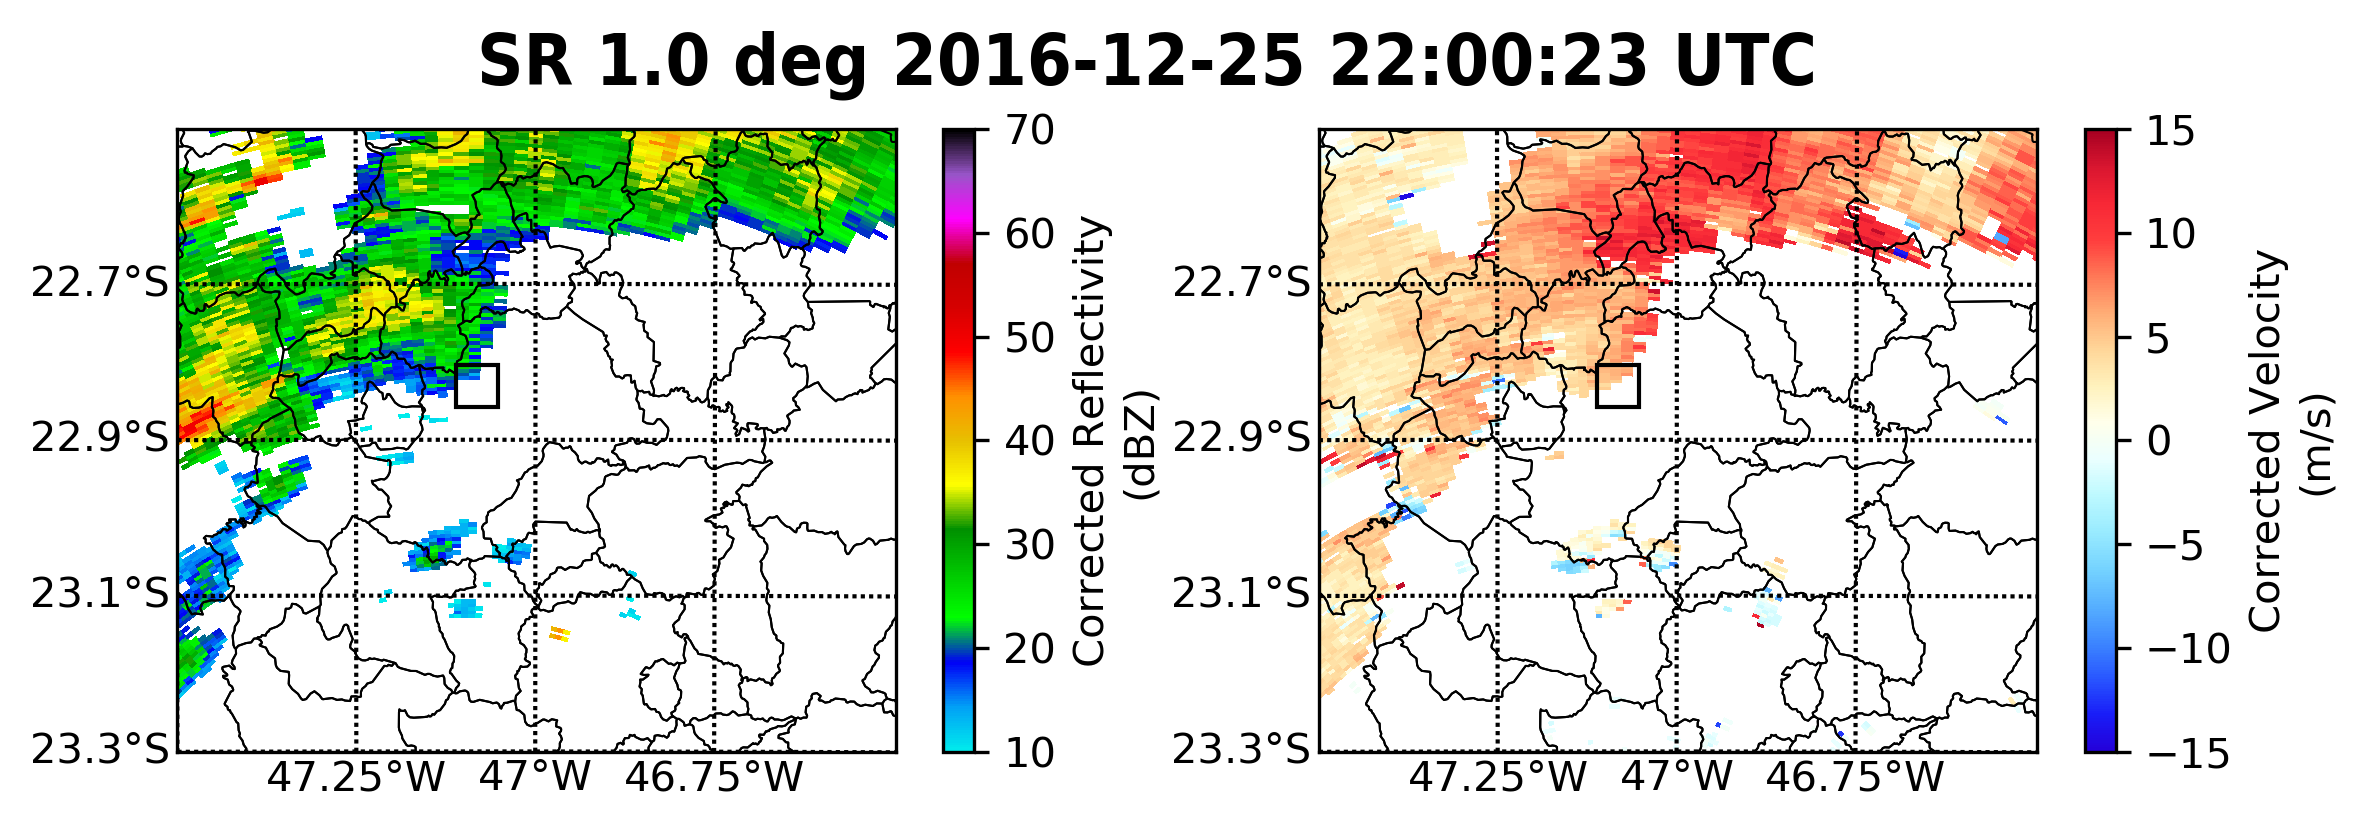 SR 1.0 deg 2016-12-25 22:00:23 UTC
22.7°S
22.9°S
23.1°S
23.3°S
47.25°W 47°W 46.75°W
70
60
50
40
30
20
10
Corrected Reflectivity
(dBZ)
22.7°S
22.9°S
23.1°S
23.3°S
47.25°W 47°W 46.75°W
15
10
5
0
−5
−10
−15
Corrected Velocity
(m/s)